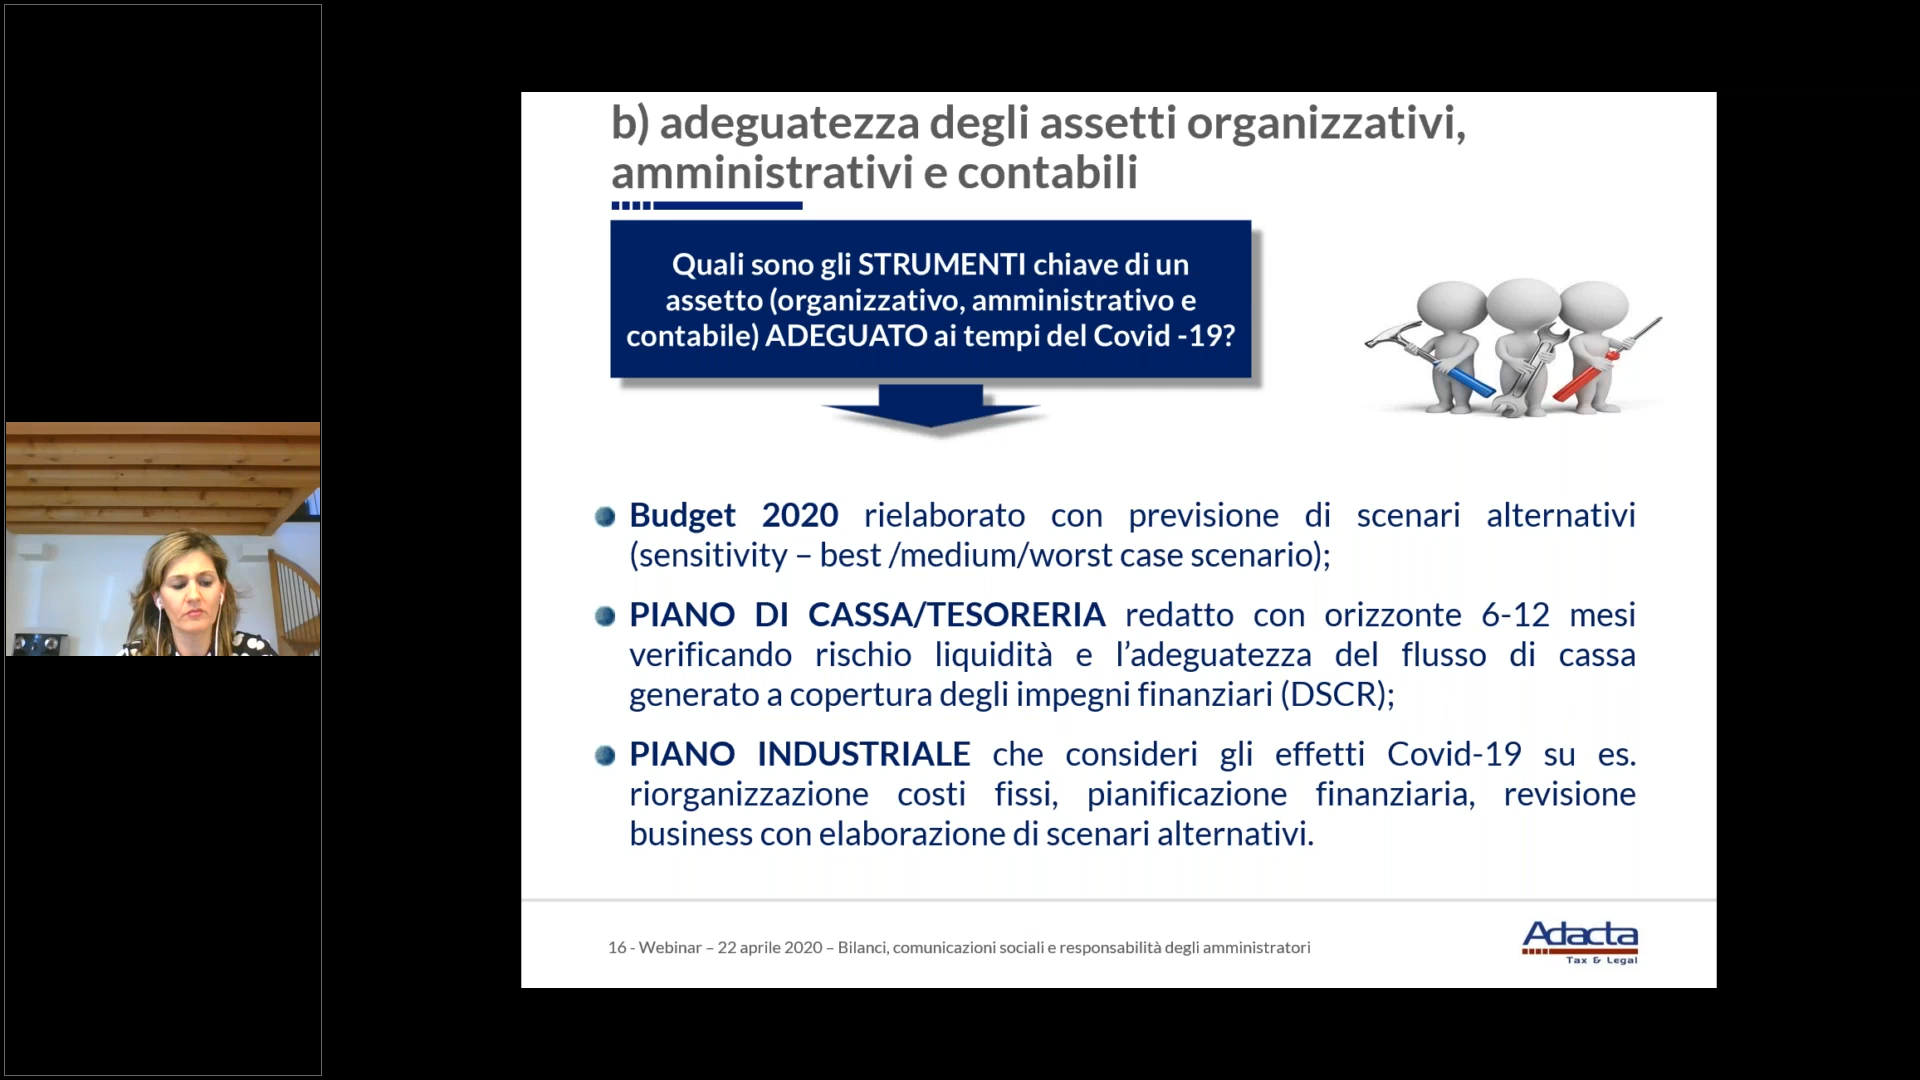 b) adeguatezza degli assetti organizzativi,
amministrativi e contabili
Quali sono gli STRUMENTI chiave di un
assetto (organizzativo, amministrativo e
contabile) ADEGUATO ai tempi del Covid -19?
Budget 2020 rielaborato con previsione di scenari alternativi
(sensitivity – best /medium/worst case scenario);
PIANO DI CASSA/TESORERIA redatto con orizzonte 6-12 mesi
verificando rischio liquidità e l’adeguatezza del flusso di cassa
generato a copertura degli impegni finanziari (DSCR);
PIANO INDUSTRIALE che consideri gli effetti Covid-19 su es.
riorganizzazione costi fissi, pianificazione finanziaria, revisione
business con elaborazione di scenari alternativi.
16 - Webinar – 22 aprile 2020 – Bilanci, comunicazioni sociali e responsabilità degli amministratori
Adacta
Tax & Legal